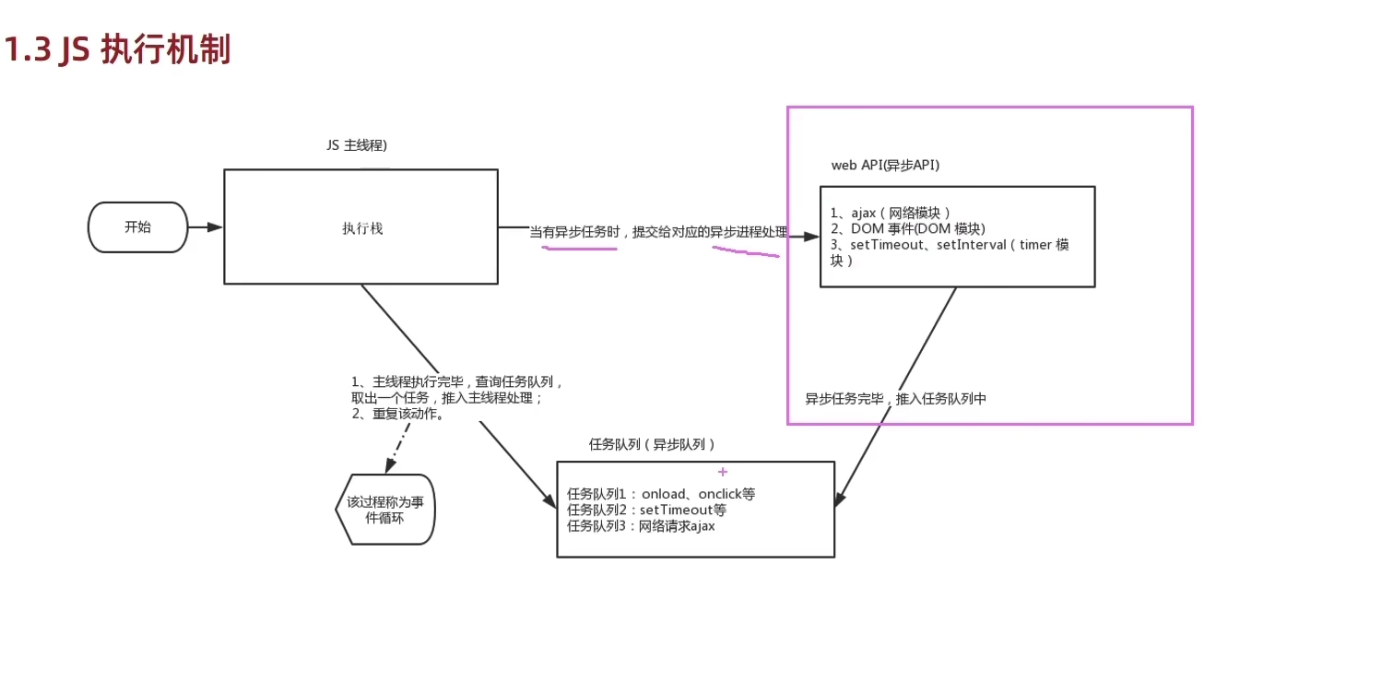 1.3 JS 执行机制
JS 主线程)
web API(异步API)
开始
执行栈
当有异步任务时，提交给对应的异步进程处理
1、ajax（网络模块）
2、DOM 事件(DOM 模块)
3、setTimeout、setInterval（timer 模
块）
1、主线程执行完毕，查询任务队列，
取出一个任务，推入主线程处理；
2、重复该动作。
异步任务完毕，推入任务队列中
任务队列（异步队列）
该过程称为事
件循环
任务队列1： onload、onclick等
任务队列2：setTimeout等
任务队列3：网络请求ajax